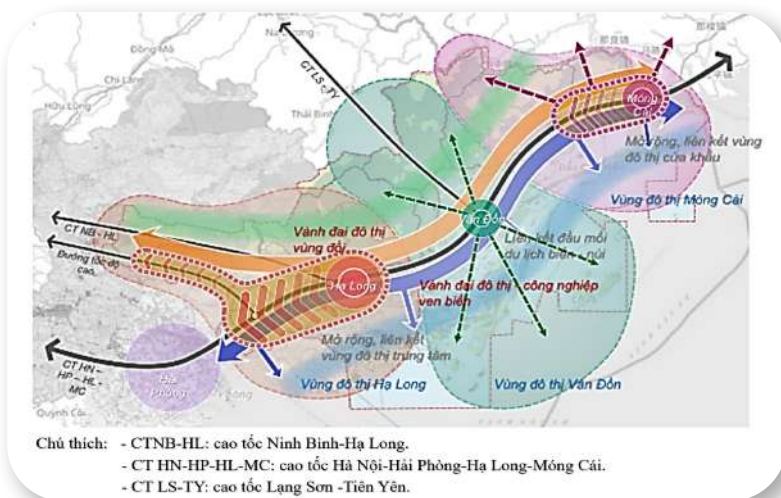 Đồng Mỏ
Chi Lăng
Hữu Lũng
Thái Bình
CT LS-TY
Móng Cái
Mở rộng, liên kết vùng
đô thị cửa khẩu
Vùng đô thị Móng Cái
CT NB - HL
Đường tốc độ
cao.
Vành đai đô thị
vùng đồi
Vân Đồn
Liên kết đầu mối
du lịch biển - núi
Hạ Long
Vành đai đô thị - công nghiệp
ven biển
Mở rộng, liên kết
vùng đô thị trung tâm
CT HN –
HP – HL -
MC
Hải
Phòng
Vùng đô thị Hạ Long
Vùng đô thị Vân Đồn
Quỳnh Côi
Chú thích: - CTNB-HL: cao tốc Ninh Bình-Hạ Long.
- CT HN-HP-HL-MC: cao tốc Hà Nội-Hải Phòng-Hạ Long-Móng Cái.
- CT LS-TY: cao tốc Lạng Sơn -Tiên Yên.